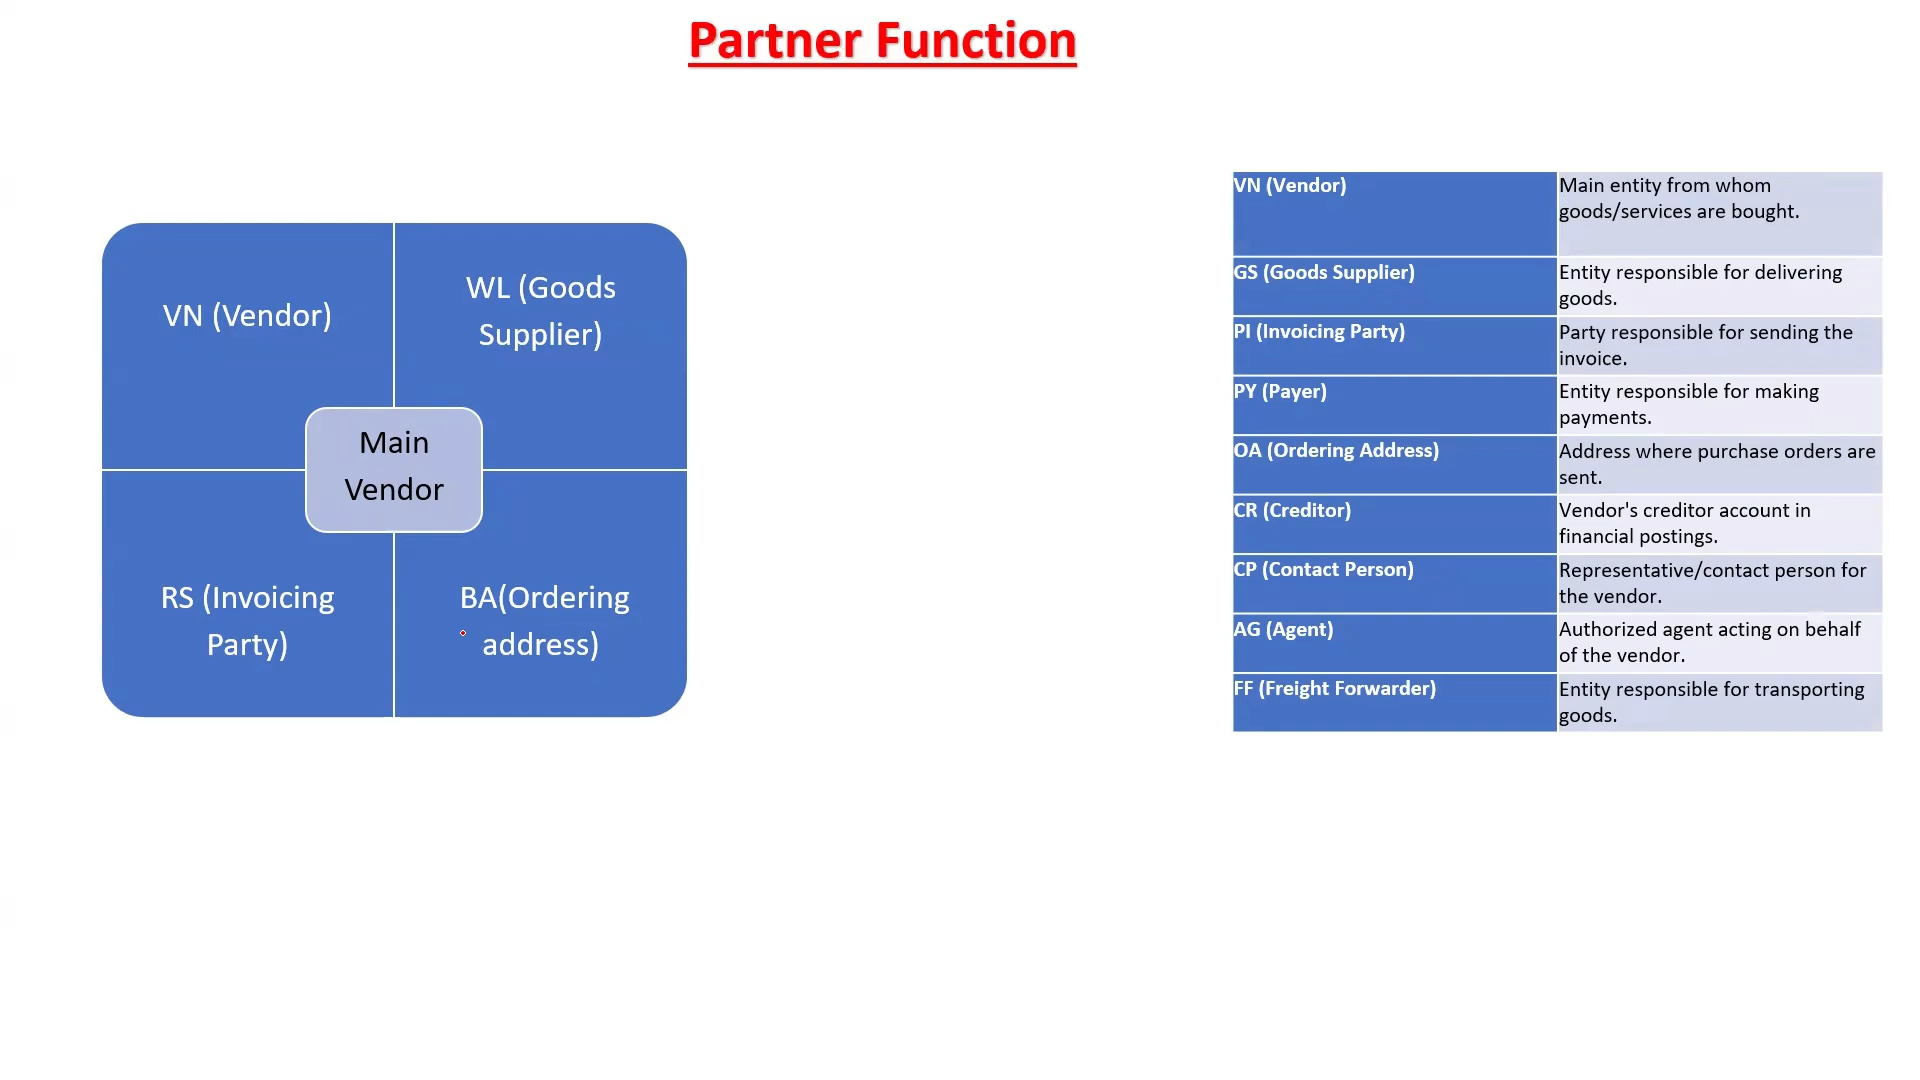 Partner Function
VN (Vendor)
WL (Goods
Supplier)
Main
Vendor
RS (Invoicing
Party)
BA(Ordering
address)
VN (Vendor)
Main entity from whom
goods/services are bought.
GS (Goods Supplier)
Entity responsible for delivering
goods.
PI (Invoicing Party)
Party responsible for sending the
invoice.
PY (Payer)
Entity responsible for making
payments.
OA (Ordering Address)
Address where purchase orders are
sent.
CR (Creditor)
Vendor's creditor account in
financial postings.
CP (Contact Person)
Representative/contact person for
the vendor.
AG (Agent)
Authorized agent acting on behalf
of the vendor.
FF (Freight Forwarder)
Entity responsible for transporting
goods.